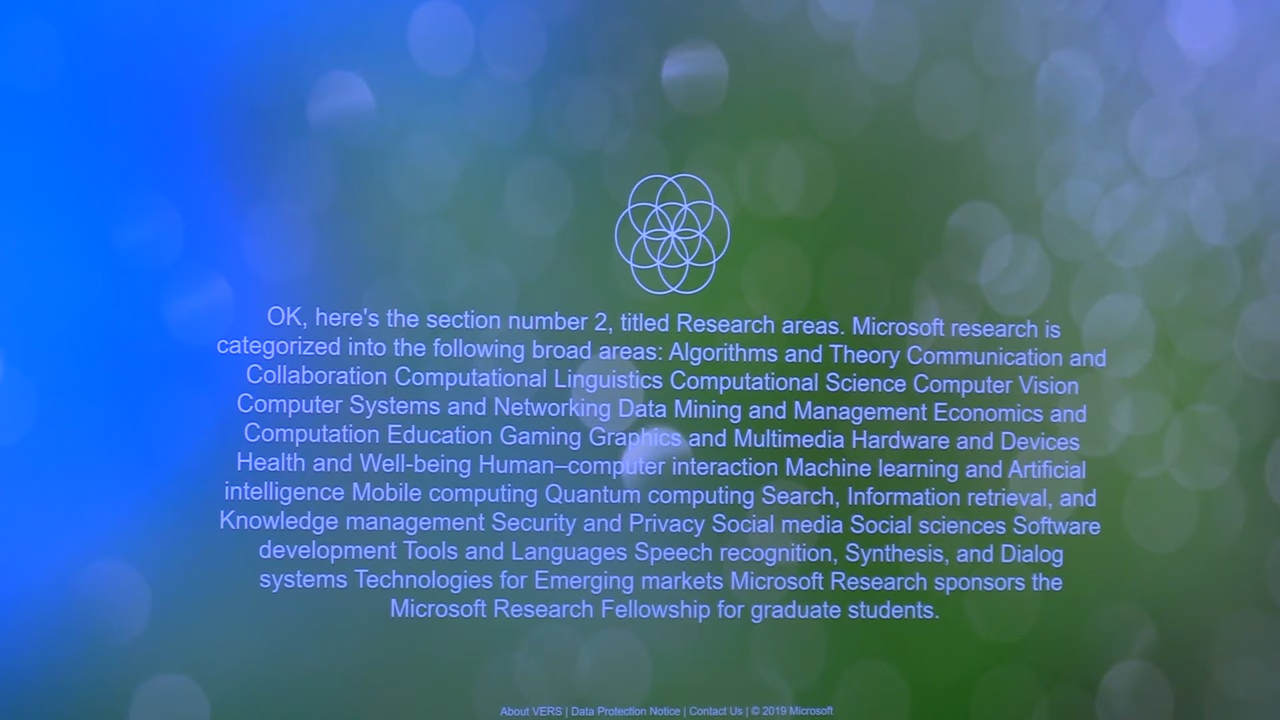 OK, here's the section number 2, titled Research areas. Microsoft research is
categorized into the following broad areas: Algorithms and Theory Communication and
Collaboration Computational Linguistics Computational Science Computer Vision
Computer Systems and Networking Data Mining and Management Economics and
Computation Education Gaming Graphics and Multimedia Hardware and Devices
Health and Well-being Human–computer interaction Machine learning and Artificial
intelligence Mobile computing Quantum computing Search, Information retrieval, and
Knowledge management Security and Privacy Social media Social sciences Software
development Tools and Languages Speech recognition, Synthesis, and Dialog
systems Technologies for Emerging markets Microsoft Research sponsors the
Microsoft Research Fellowship for graduate students.
About VERS | Data Protection Notice | Contact Us | © 2019 Microsoft